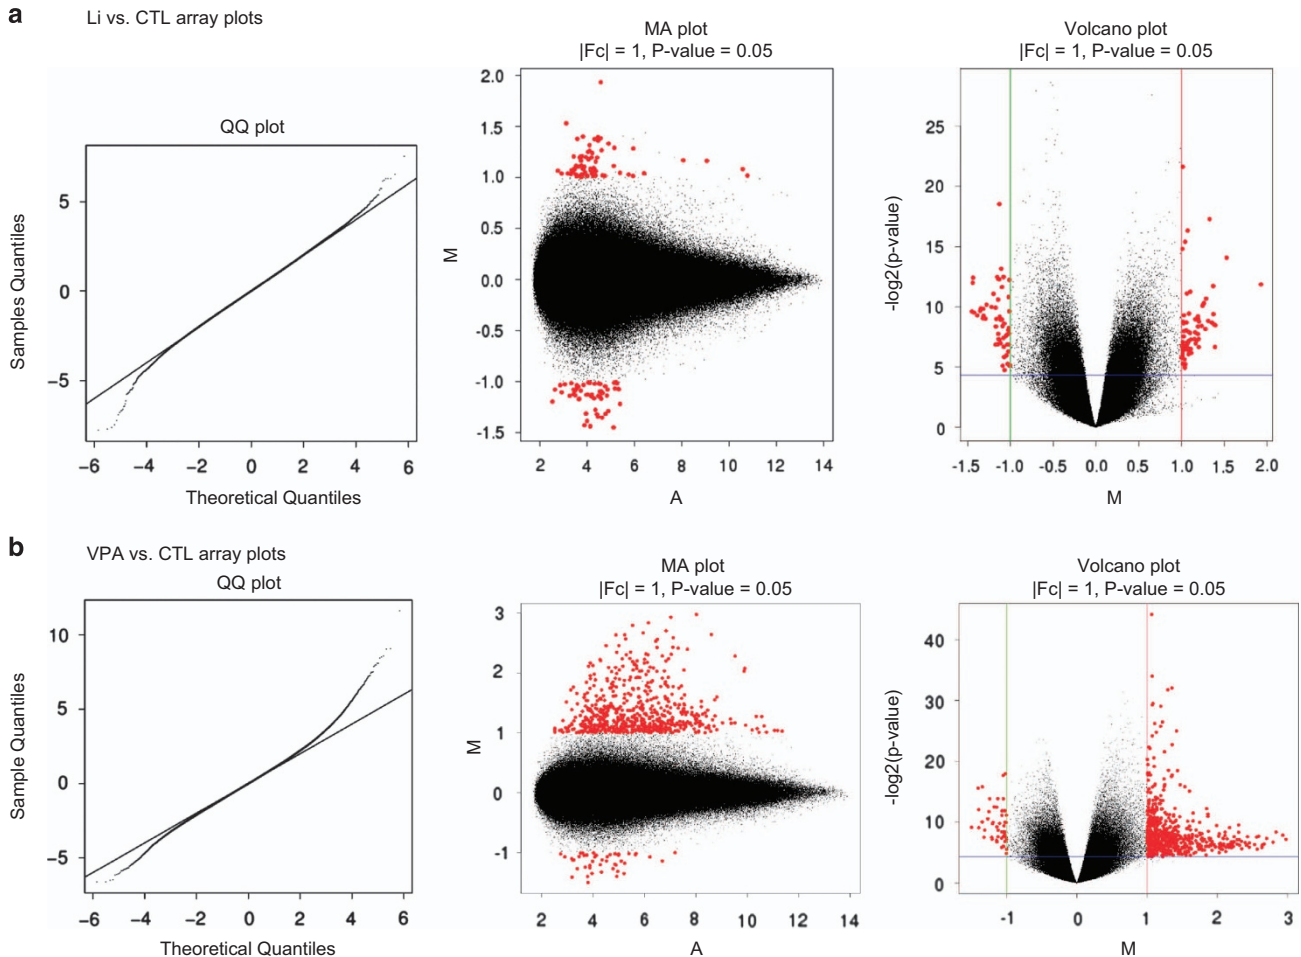 a
Li vs. CTL array plots
QQ plot
Samples Quantiles
5
0
−5
−6 −4 −2 0 2 4 6
Theoretical Quantiles
MA plot
|Fc| = 1, P-value = 0.05
M
2.0
1.5
1.0
0.5
0.0
-0.5
-1.0
-1.5
2 4 6 8 10 12 14
A
Volcano plot
|Fc| = 1, P-value = 0.05
-log2(p-value)
25
20
15
10
5
0
-1.5 -1.0 -0.5 0.0 0.5 1.0 1.5 2.0
M
b
VPA vs. CTL array plots
QQ plot
Sample Quantiles
10
5
0
−5
−6 −4 −2 0 2 4 6
Theoretical Quantiles
MA plot
|Fc| = 1, P-value = 0.05
M
3
2
1
0
-1
2 4 6 8 10 12 14
A
Volcano plot
|Fc| = 1, P-value = 0.05
-log2(p-value)
40
30
20
10
0
-1 0 1 2 3
M